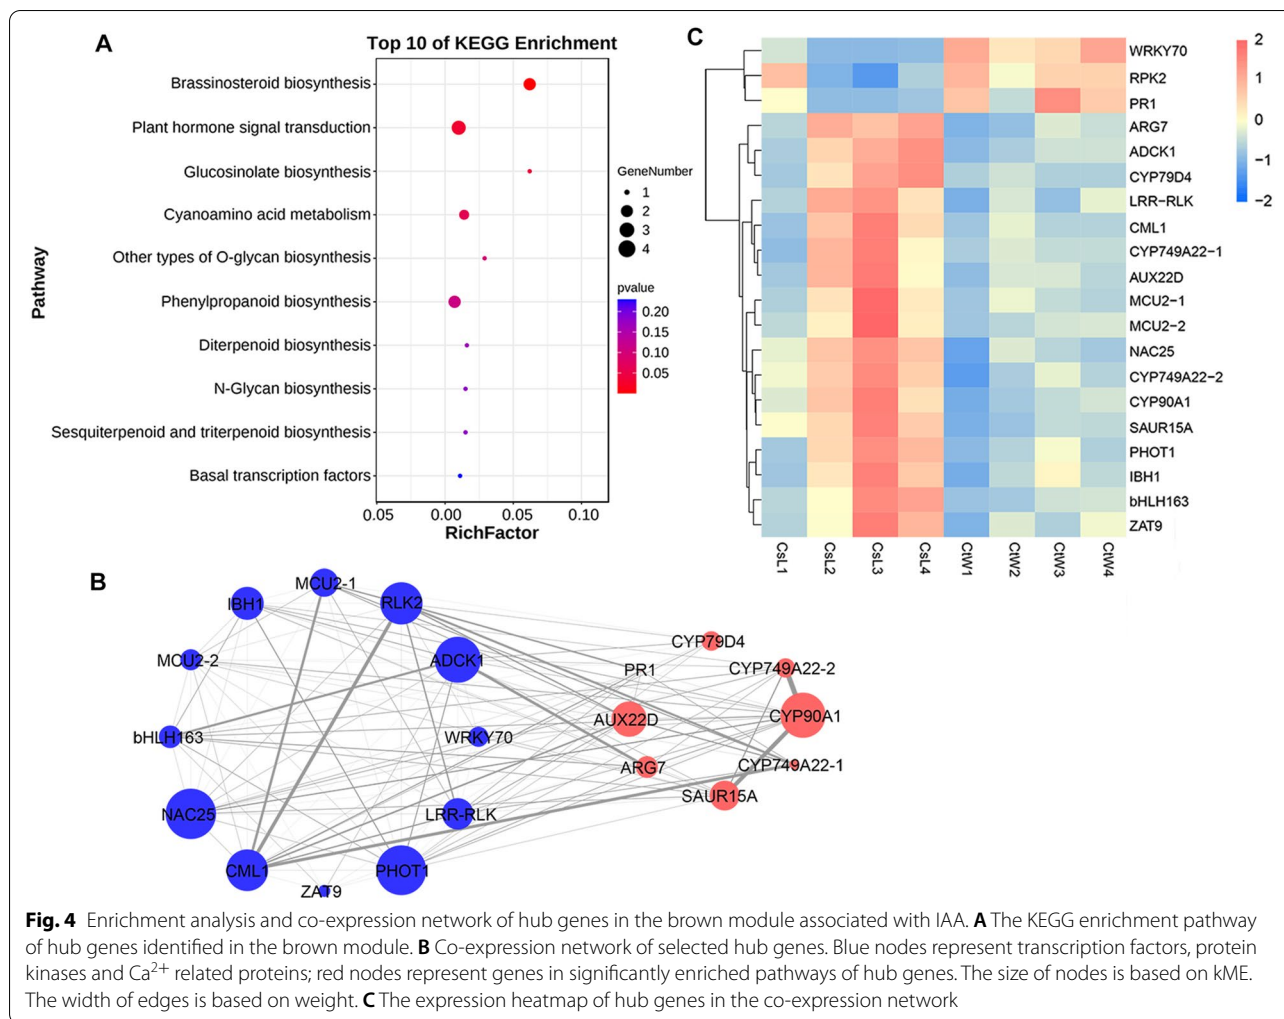 A
Top 10 of KEGG Enrichment
Pathway
Brassinosteroid biosynthesis
Plant hormone signal transduction
Glucosinolate biosynthesis
Cyanoamino acid metabolism
Other types of O-glycan biosynthesis
Phenylpropanoid biosynthesis
Diterpenoid biosynthesis
N-Glycan biosynthesis
Sesquiterpenoid and triterpenoid biosynthesis
Basal transcription factors
0.05 0.00 0.05 0.10
RichFactor
GeneNumber
1
2
3
4
pvalue
0.20
0.15
0.10
0.05
C
WRKY70
RPK2
PR1
ARG7
ADCK1
CYP79D4
LRR−RLK
CML1
CYP749A22−1
AUX22D
MCU2−1
MCU2−2
NAC25
CYP749A22−2
CYP90A1
SAUR15A
PHOT1
IBH1
bHLH163
ZAT9
CsL1 CsL2 CsL3 CsL4 CtW1 CtW2 CtW3 CtW4
2
1
0
−1
−2
B
MCU2-1
IBH1
RLK2
MCU2-2
ADCK1
bHLH163
WRKY70
NAC25
LRR-RLK
CML1
PHOT1
ZAT9
CYP79D4
PR1
CYP749A22-2
AUX22D
CYP90A1
ARG7
CYP749A22-1
SAUR15A
Fig. 4 Enrichment analysis and co-expression network of hub genes in the brown module associated with IAA. A The KEGG enrichment pathway
of hub genes identified in the brown module. B Co-expression network of selected hub genes. Blue nodes represent transcription factors, protein
kinases and Ca2+ related proteins; red nodes represent genes in significantly enriched pathways of hub genes. The size of nodes is based on kME.
The width of edges is based on weight. C The expression heatmap of hub genes in the co-expression network